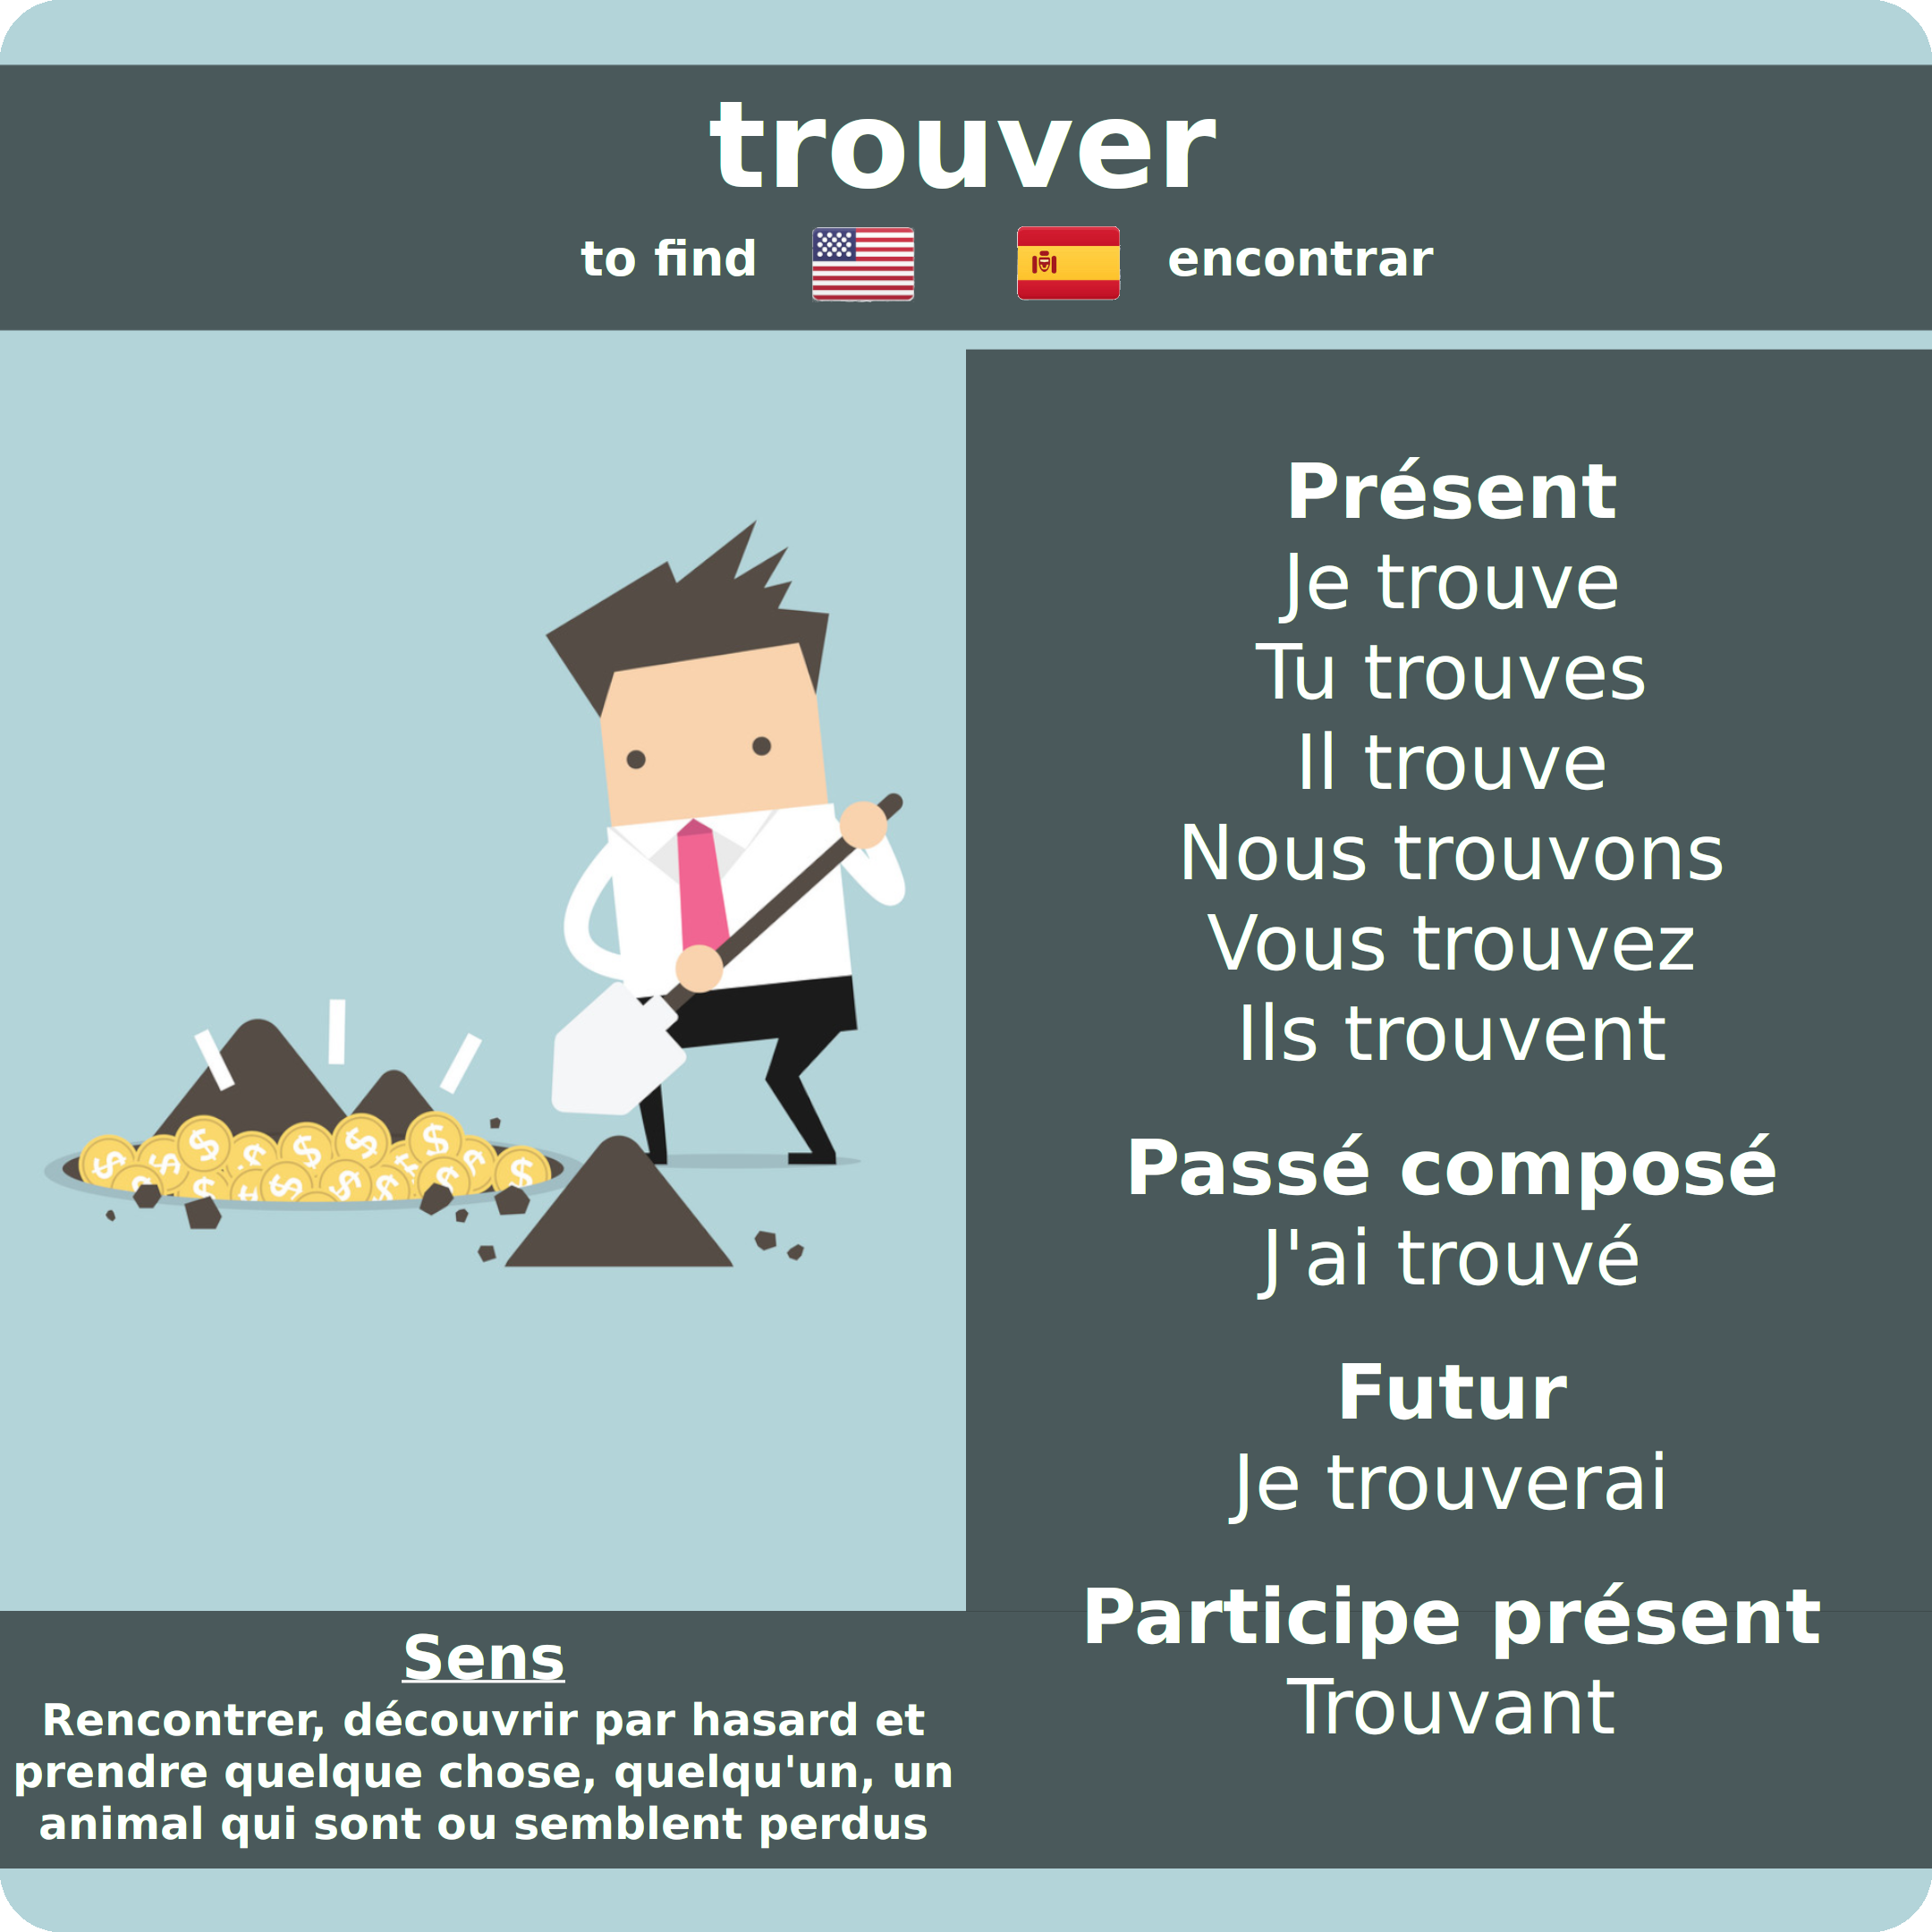 trouver
to find
encontrar
Présent
Je trouve
Tu trouves
Il trouve
Nous trouvons
Vous trouvez
Ils trouvent
Passé composé
J'ai trouvé
Futur
Je trouverai
Participe présent
Trouvant
Sens
Rencontrer, découvrir par hasard et
prendre quelque chose, quelqu'un, un
animal qui sont ou semblent perdus